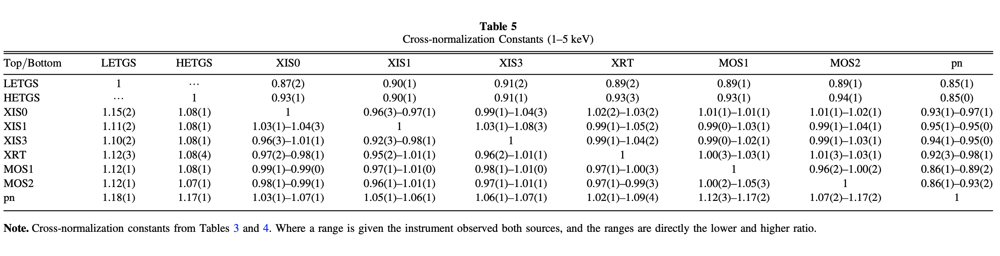 Table 5
Cross-normalization Constants (1–5 keV)
Top/Bottom LETGS HETGS XIS0 XIS1 XIS3 XRT MOS1 MOS2 pn
LETGS 1 ⋯ 0.87(2) 0.90(1) 0.91(2) 0.89(2) 0.89(1) 0.89(1) 0.85(1)
HETGS ⋯ 1 0.93(1) 0.90(1) 0.91(1) 0.93(3) 0.93(1) 0.94(1) 0.85(0)
XIS0 1.15(2) 1.08(1) 1 0.96(3)–0.97(1) 0.99(1)–1.04(3) 1.02(2)–1.03(2) 1.01(1)–1.01(1) 1.01(1)–1.02(1) 0.93(1)–0.97(1)
XIS1 1.11(2) 1.08(1) 1.03(1)–1.04(3) 1 1.03(1)–1.08(3) 0.99(1)–1.05(2) 0.99(0)–1.03(1) 0.99(1)–1.04(1) 0.95(1)–0.95(0)
XIS3 1.10(2) 1.08(1) 0.96(3)–1.01(1) 0.92(3)–0.98(1) 1 0.99(1)–1.04(2) 0.99(0)–1.02(1) 0.99(1)–1.03(1) 0.94(1)–0.95(0)
XRT 1.12(3) 1.08(4) 0.97(2)–0.98(1) 0.95(2)–1.01(1) 0.96(2)–1.01(1) 1 1.00(3)–1.03(1) 1.01(3)–1.03(1) 0.92(3)–0.98(1)
MOS1 1.12(1) 1.08(1) 0.99(1)–0.99(0) 0.97(1)–1.01(0) 0.98(1)–1.01(0) 0.97(1)–1.00(3) 1 0.96(2)–1.00(2) 0.86(1)–0.89(2)
MOS2 1.12(1) 1.07(1) 0.98(1)–0.99(1) 0.96(1)–1.01(1) 0.97(1)–1.01(1) 0.97(1)–0.99(3) 1.00(2)–1.05(3) 1 0.86(1)–0.93(2)
pn 1.18(1) 1.17(1) 1.03(1)–1.07(1) 1.05(1)–1.06(1) 1.06(1)–1.07(1) 1.02(1)–1.09(4) 1.12(3)–1.17(2) 1.07(2)–1.17(2) 1
Note. Cross-normalization constants from Tables 3 and 4. Where a range is given the instrument observed both sources, and the ranges are directly the lower and higher ratio.